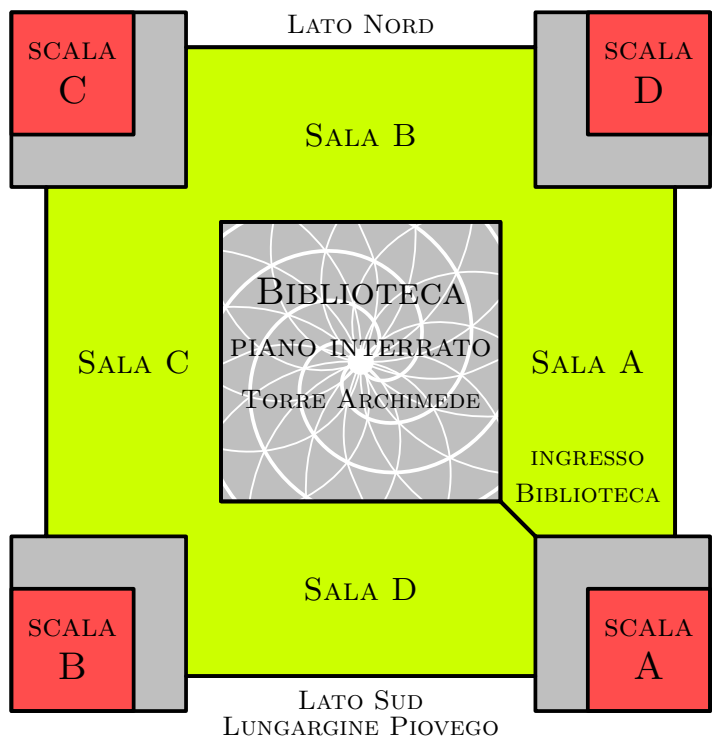 Lato Nord
SCALA
C
SCALA
D
Sala B
Biblioteca
PIANO INTERRATO
Torre Archimede
Sala C
Sala A
INGRESSO
Biblioteca
Sala D
SCALA
B
SCALA
A
Lato Sud
Lungargine Piovego